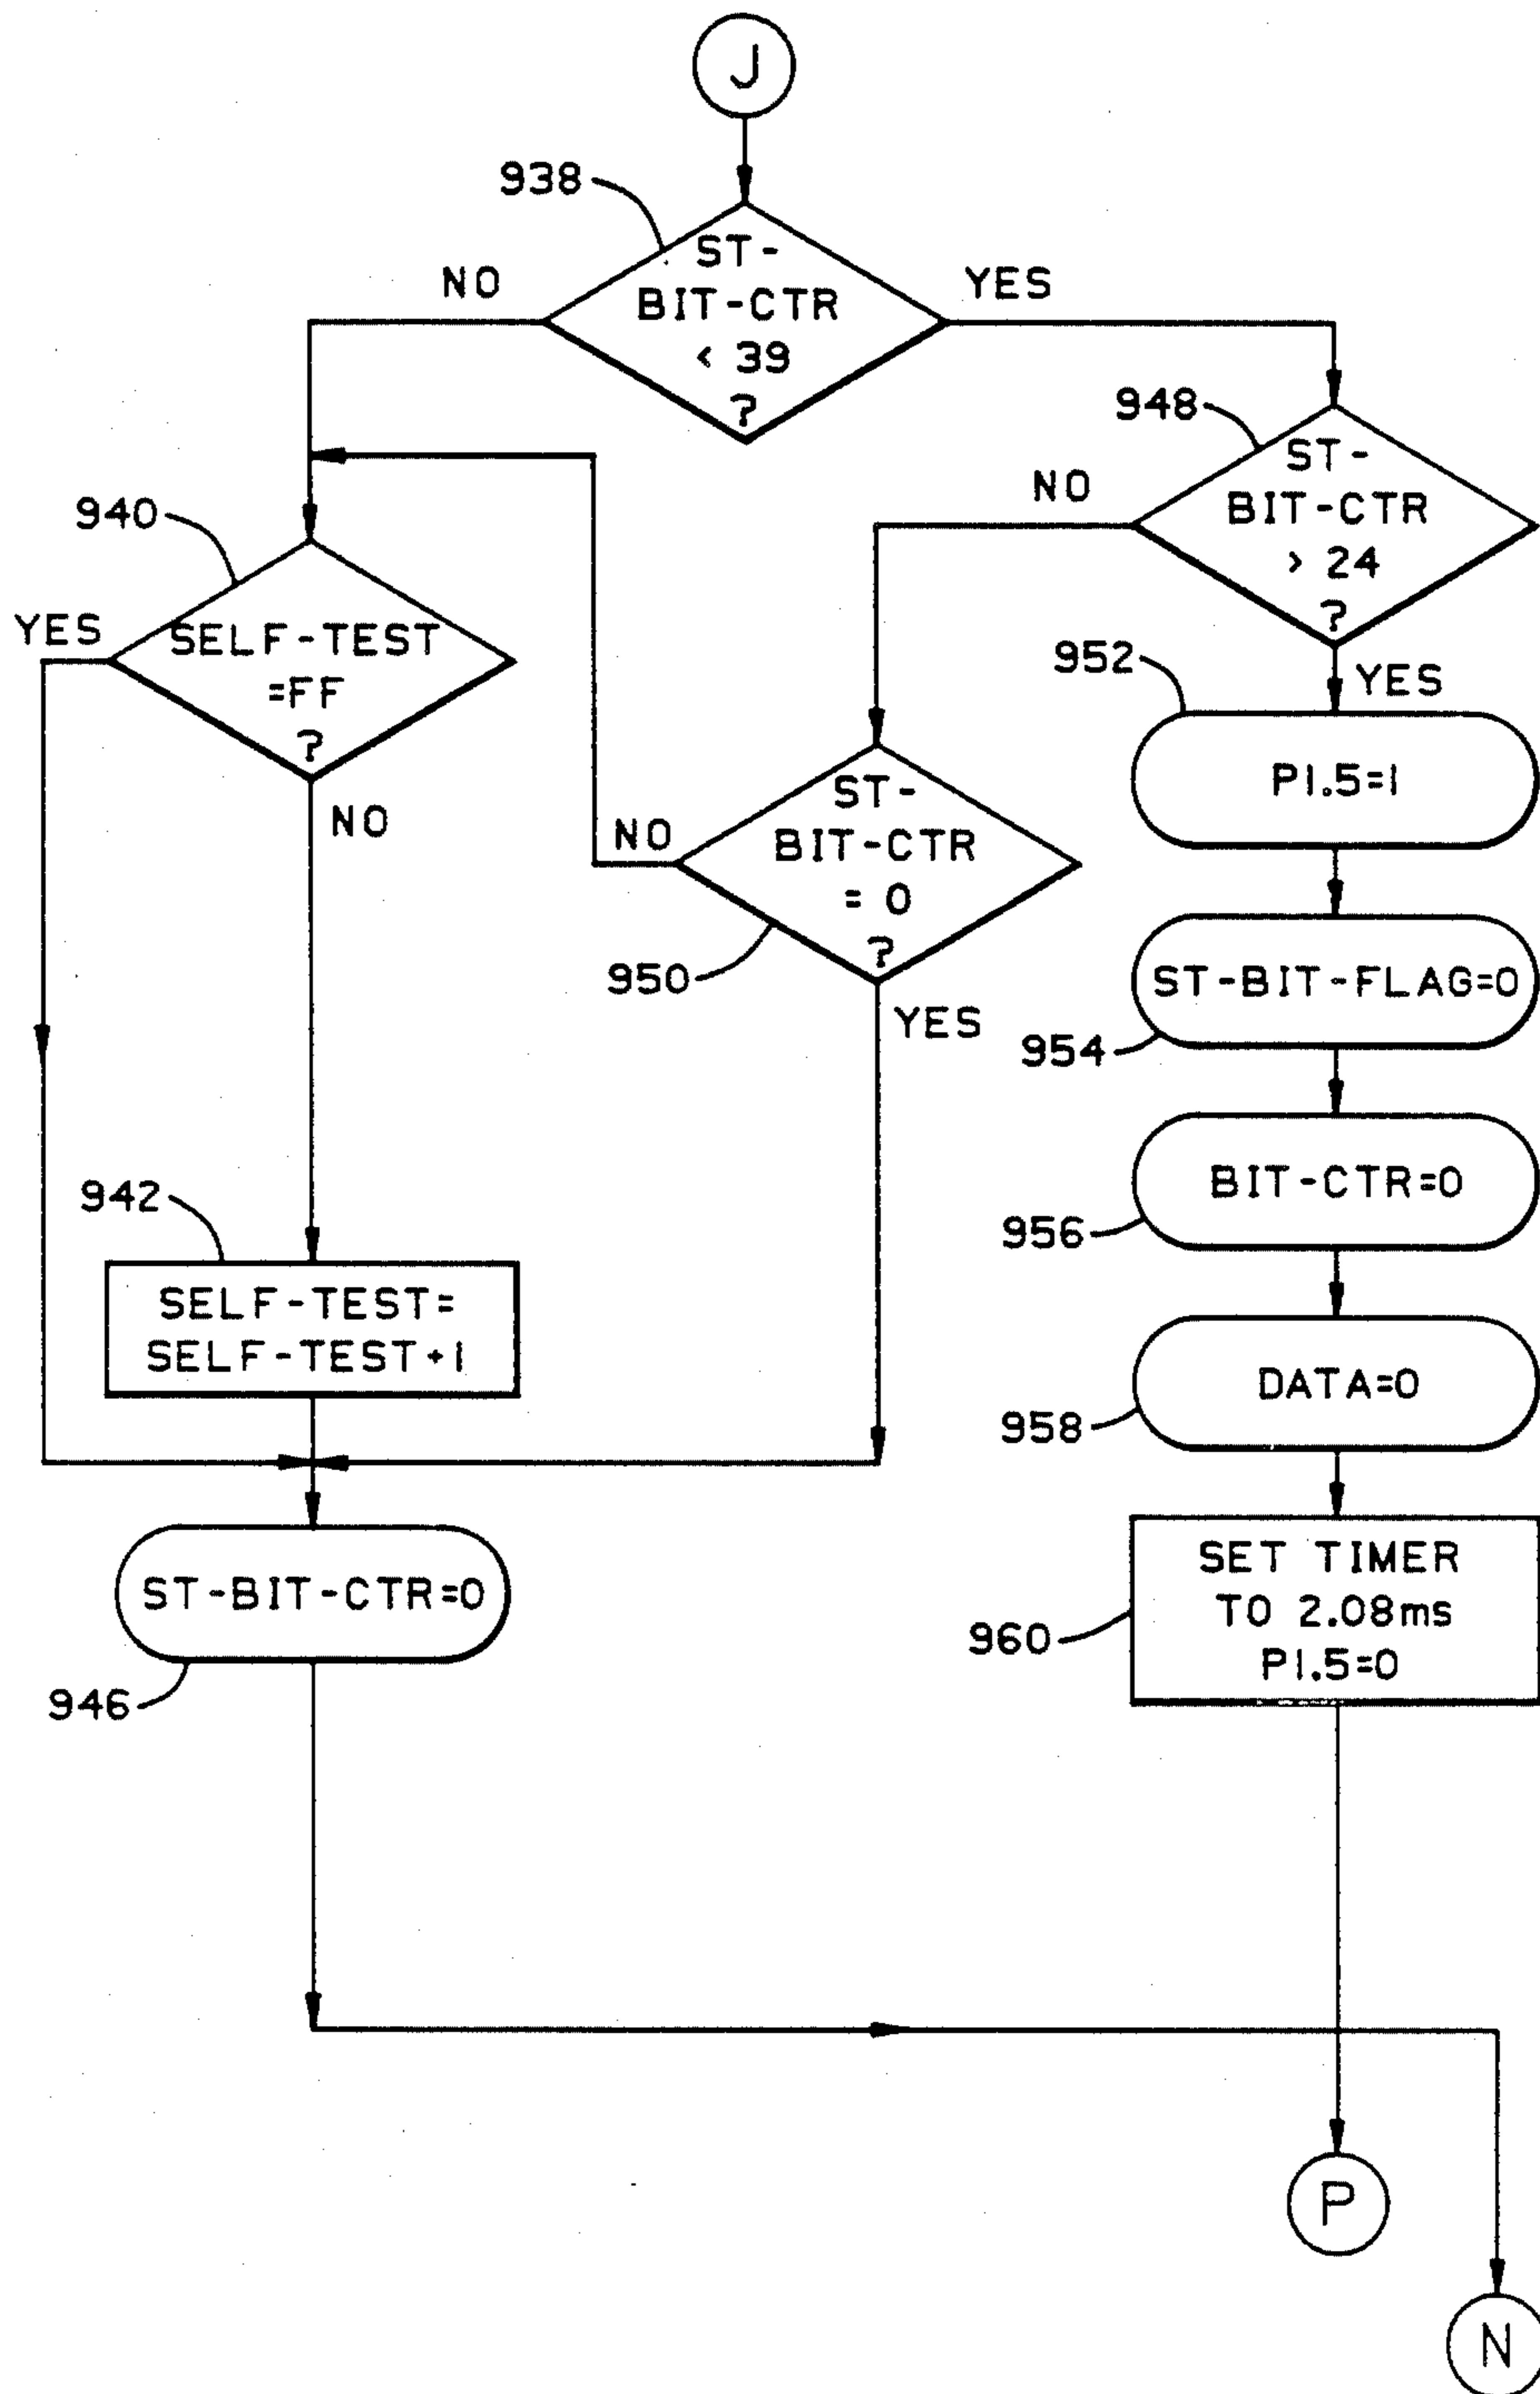 J
938
ST-
BIT-CTR
< 39
?
NO
YES
948
ST-
BIT-CTR
> 24
?
NO
YES
940
SELF-TEST
=FF
?
YES
NO
950
ST-
BIT-CTR
= 0
?
NO
YES
952
P1.5=1
954
ST-BIT-FLAG=0
956
BIT-CTR=0
942
SELF-TEST=
SELF-TEST+1
958
DATA=0
946
ST-BIT-CTR=0
960
SET TIMER
TO 2.08ms
P1.5=0
P
N